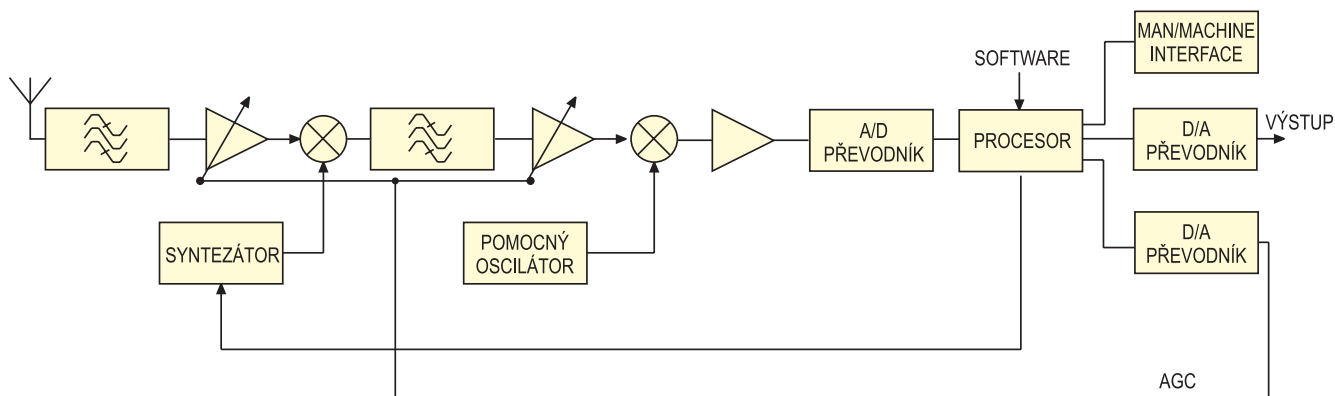 MAN/MACHINE
INTERFACE
SOFTWARE
A/D
PŘEVODNÍK
PROCESOR
D/A
PŘEVODNÍK
VÝSTUP
SYNTEZÁTOR
POMOCNÝ
OSCILÁTOR
D/A
PŘEVODNÍK
AGC